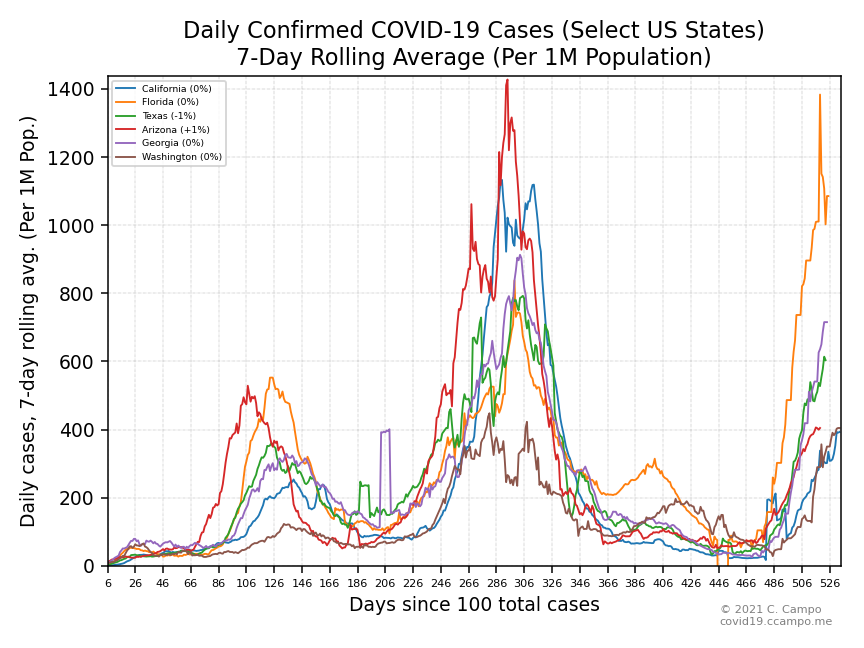 Daily Confirmed COVID-19 Cases (Select US States)
7-Day Rolling Average (Per 1M Population)
Daily cases, 7-day rolling avg. (Per 1M Pop.)
1400
1200
1000
800
600
400
200
0
California (0%)
Florida (0%)
Texas (-1%)
Arizona (+1%)
Georgia (0%)
Washington (0%)
6 26 46 66 86 106 126 146 166 186 206 226 246 266 286 306 326 346 366 386 406 426 446 466 486 506 526
Days since 100 total cases
© 2021 C. Campo
covid19.ccampo.me